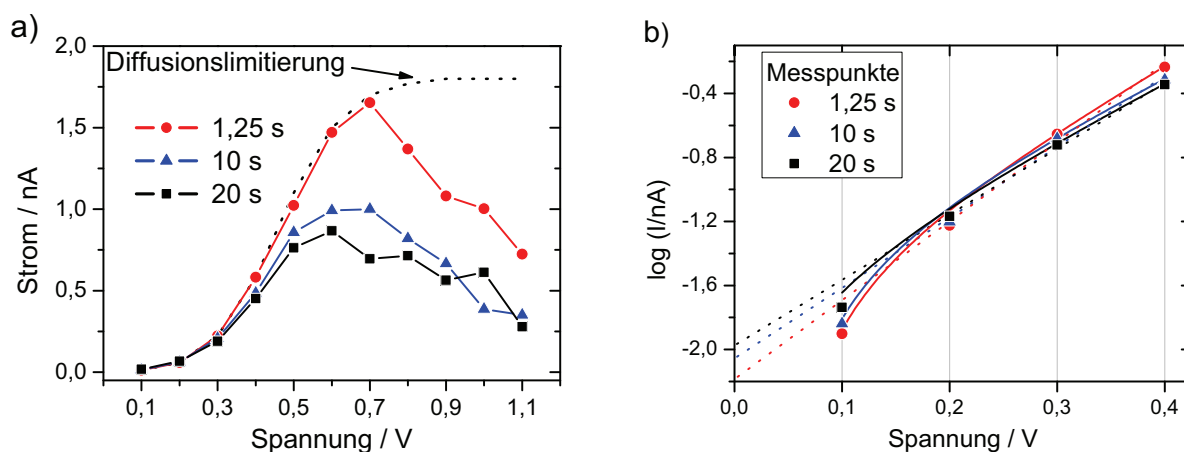 a)
2,0
1,5
1,0
0,5
0,0
Strom / nA
Diffusionslimitierung
1,25 s
10 s
20 s
0,1 0,3 0,5 0,7 0,9 1,1
Spannung / V
b)
-0,4
-0,8
-1,2
-1,6
-2,0
log (I/nA)
Messpunkte
1,25 s
10 s
20 s
0,0 0,1 0,2 0,3 0,4
Spannung / V